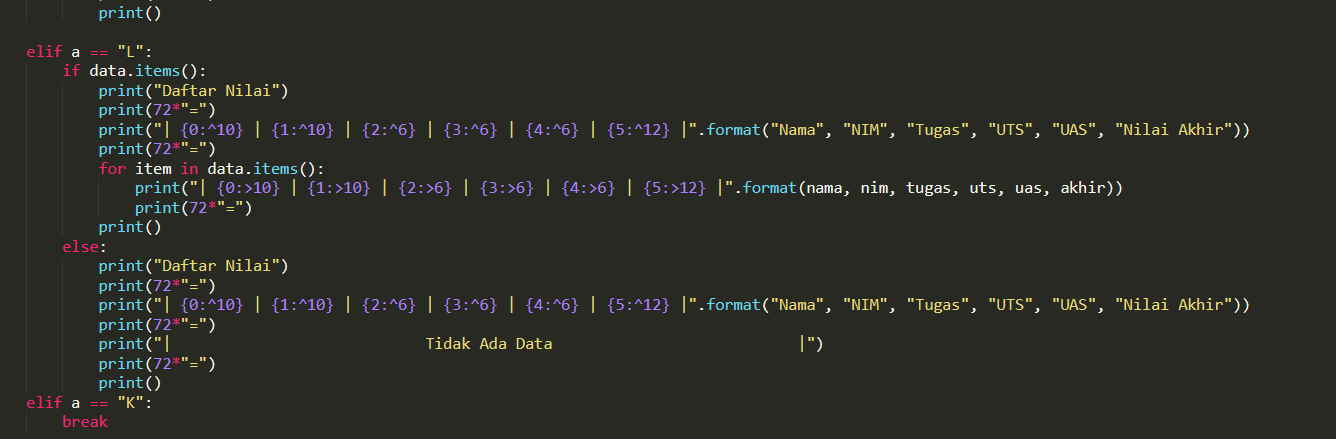 print()
elif a == "L":
if data.items():
print("Daftar Nilai")
print(72*"=")
print("| {0:^10} | {1:^10} | {2:^6} | {3:^6} | {4:^6} | {5:^12} |".format("Nama", "NIM", "Tugas", "UTS", "UAS", "Nilai Akhir"))
print(72*"=")
for item in data.items():
print("| {0:>10} | {1:>10} | {2:>6} | {3:>6} | {4:>6} | {5:>12} |".format(nama, nim, tugas, uts, uas, akhir))
print(72*"=")
print()
else:
print("Daftar Nilai")
print(72*"=")
print("| {0:^10} | {1:^10} | {2:^6} | {3:^6} | {4:^6} | {5:^12} |".format("Nama", "NIM", "Tugas", "UTS", "UAS", "Nilai Akhir"))
print(72*"=")
print("|                            Tidak Ada Data                           |")
print(72*"=")
print()
elif a == "K":
break